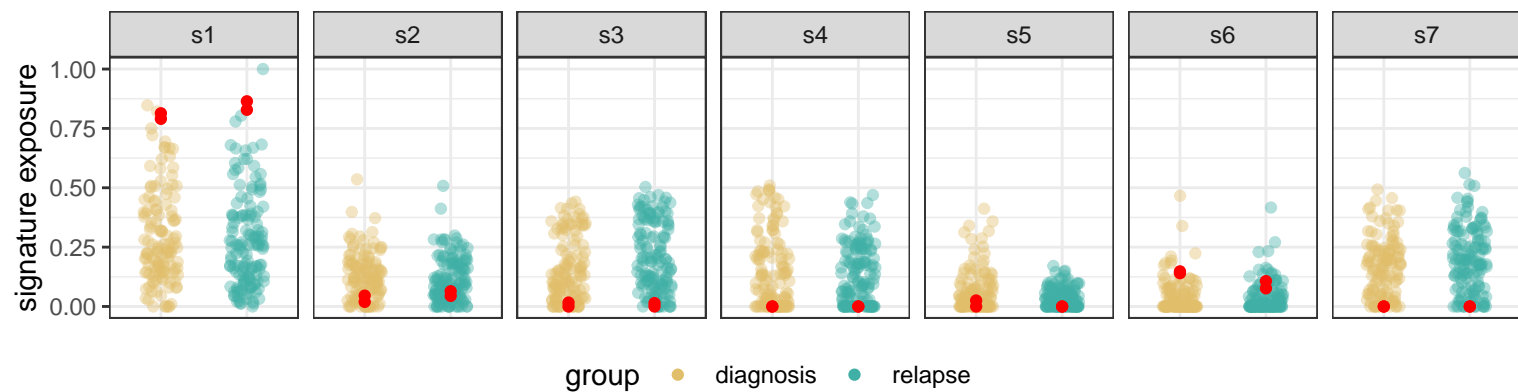 s1 s2 s3 s4 s5 s6 s7
signature exposure
1.00
0.75
0.50
0.25
0.00
group diagnosis relapse